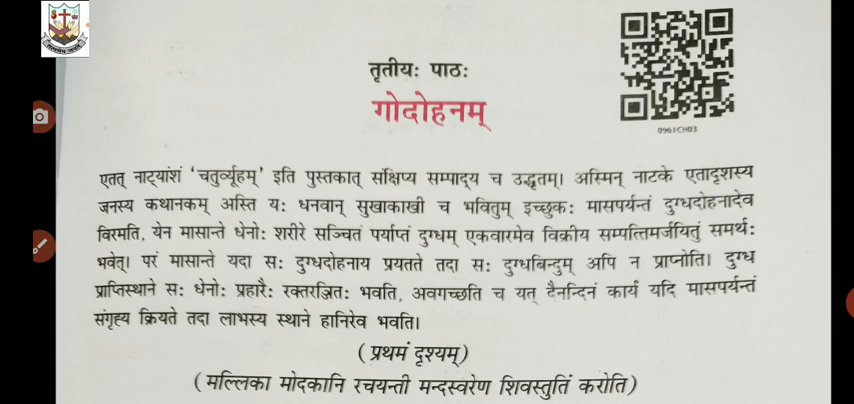 तृतीयः पाठः
गोदोहनम्
0961CH03
एतत् नाट्यांशं 'चतुर्व्यूहम्' इति पुस्तकात् संक्षिप्य सम्पाद्य च उद्धृतम्। अस्मिन् नाटके एतादृशस्य
जनस्य कथानकम् अस्ति यः धनवान् सुखाकाखी च भवितुम् इच्छुकः मासपर्यन्तं दुग्धदोहनादेव
विरमति, येन मासान्ते धेनोः शरीरे सञ्चितं पर्याप्तं दुग्धम् एकवारमेव विक्रीय सम्पत्तिमर्जयितुं समर्थः
भवेत्। परं मासान्ते यदा सः दुग्धदोहनाय प्रयतते तदा सः दुग्धबिन्दुम् अपि न प्राप्नोति। दुग्ध
प्राप्तिस्थाने सः धेनोः प्रहारैः रक्तरञ्जितः भवति, अवगच्छति च यत् दैनन्दिनं कार्यं यदि मासपर्यन्तं
संगृह्य क्रियते तदा लाभस्य स्थाने हानिरेव भवति।
(प्रथमं दृश्यम्)
(मल्लिका मोदकानि रचयन्ती मन्दस्वरेण शिवस्तुतिं करोति)